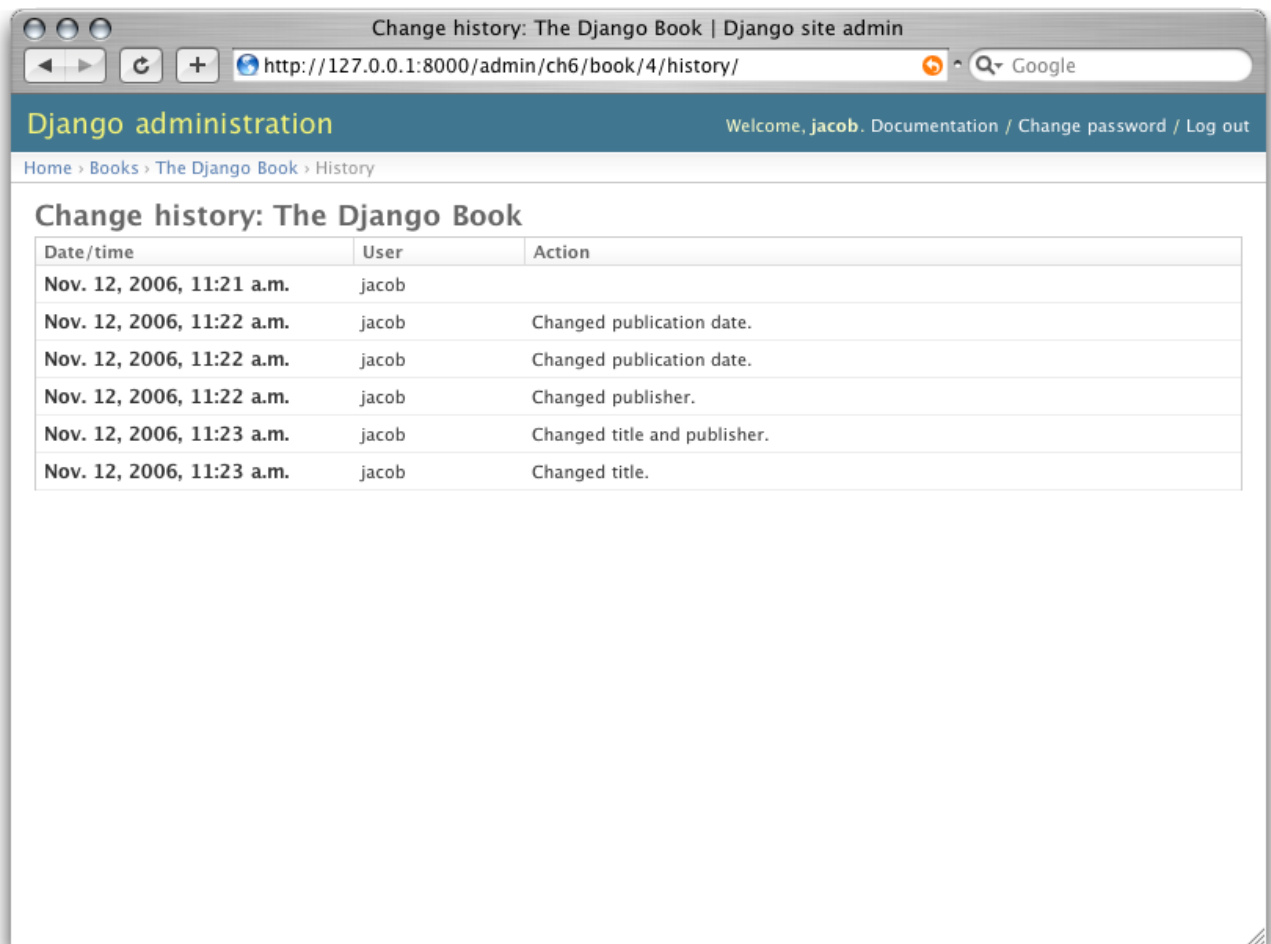 Change history: The Django Book | Django site admin
http://127.0.0.1:8000/admin/ch6/book/4/history/ Google
Django administration Welcome, jacob. Documentation / Change password / Log out
Home › Books › The Django Book › History
Change history: The Django Book
Date/time User Action
Nov. 12, 2006, 11:21 a.m. jacob
Nov. 12, 2006, 11:22 a.m. jacob Changed publication date.
Nov. 12, 2006, 11:22 a.m. jacob Changed publication date.
Nov. 12, 2006, 11:22 a.m. jacob Changed publisher.
Nov. 12, 2006, 11:23 a.m. jacob Changed title and publisher.
Nov. 12, 2006, 11:23 a.m. jacob Changed title.